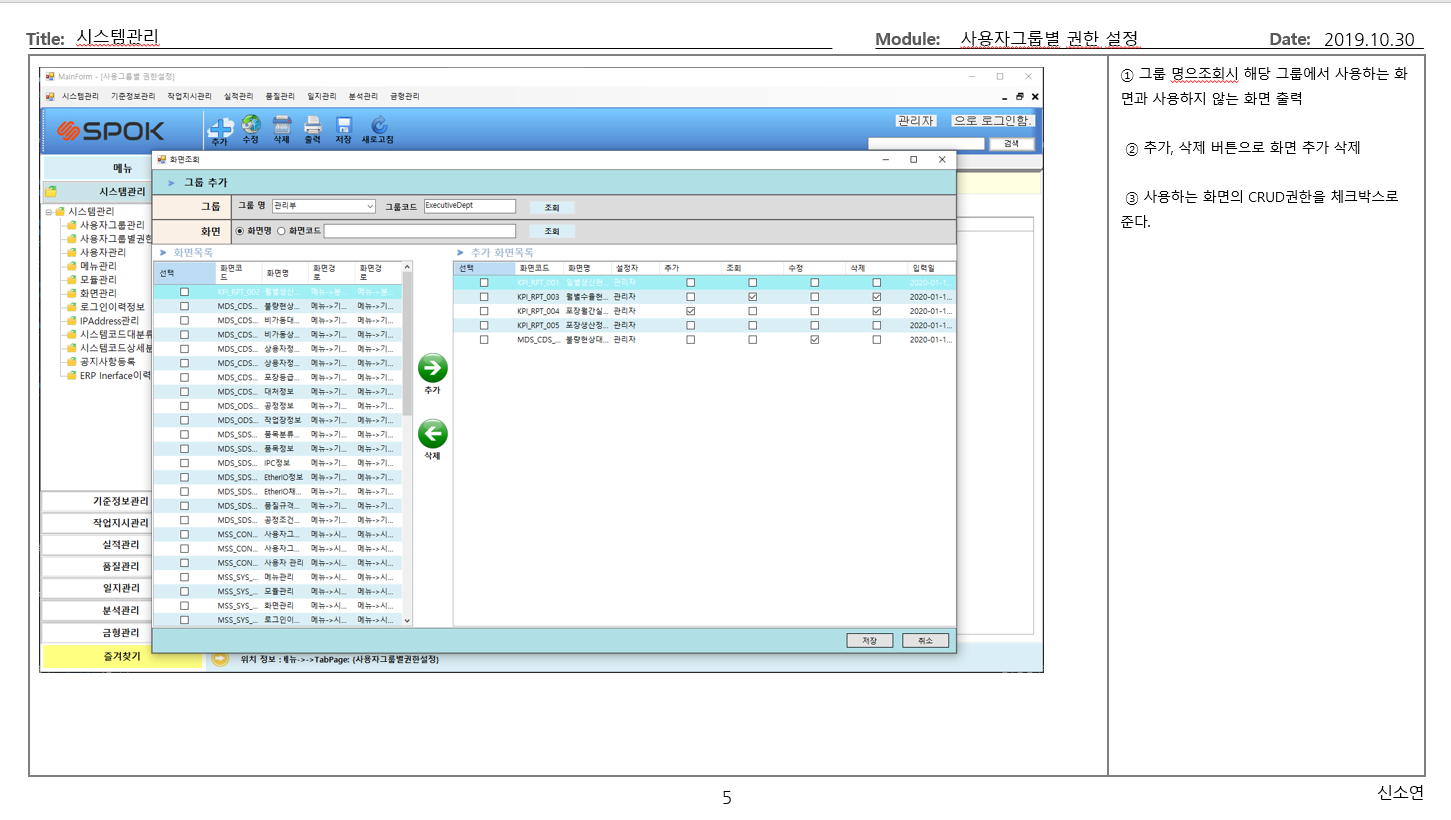 Title: 시스템관리
Module: 사용자그룹별 권한 설정
Date: 2019.10.30
MainForm - [사용그룹별 권한설정]
시스템관리 기준정보관리 작업지시관리 실적관리 품질관리 일지관리 분석관리 금형관리
SPOK
추가 수정 삭제 출력 저장 새로고침
관리자 으로 로그인함.
검색
메뉴
시스템관리
시스템관리
사용자그룹관리
사용자그룹별권한
사용자관리
메뉴관리
모듈관리
화면관리
로그인이력정보
IPAddress관리
시스템코드대분류
시스템코드상세분
공지사항등록
ERP Inerface이력
기준정보관리
작업지시관리
실적관리
품질관리
일지관리
분석관리
금형관리
즐겨찾기
화면조회
> 그룹 추가
그룹 그룹 명 관리부 그룹코드 ExecutiveDept 조회
화면 화면명 화면코드 조회
> 화면목록
선택 화면코드 화면명 화면경로 화면경로
KPI_RPT_002 월별생산... 메뉴->분... 메뉴->분...
MDS_CDS... 불량현상... 메뉴->기... 메뉴->기...
MDS_CDS... 비가동대... 메뉴->기... 메뉴->기...
MDS_CDS... 비가동상... 메뉴->기... 메뉴->기...
MDS_CDS... 상용자정... 메뉴->기... 메뉴->기...
MDS_CDS... 상용자정... 메뉴->기... 메뉴->기...
MDS_CDS... 포장등급... 메뉴->기... 메뉴->기...
MDS_CDS... 대처정보 메뉴->기... 메뉴->기...
MDS_ODS... 공정정보 메뉴->기... 메뉴->기...
MDS_ODS... 작업장정보 메뉴->기... 메뉴->기...
MDS_SDS... 품목분류... 메뉴->기... 메뉴->기...
MDS_SDS... 품목정보 메뉴->기... 메뉴->기...
MDS_SDS... IPC정보 메뉴->기... 메뉴->기...
MDS_SDS... EtherIO정보 메뉴->기... 메뉴->기...
MDS_SDS... EtherIO채... 메뉴->기... 메뉴->기...
MDS_SDS... 품질규격... 메뉴->기... 메뉴->기...
MDS_SDS... 공정조건... 메뉴->기... 메뉴->기...
MSS_CON... 사용자그... 메뉴->시... 메뉴->시...
MSS_CON... 사용자그... 메뉴->시... 메뉴->시...
MSS_CON... 사용자 관리 메뉴->시... 메뉴->시...
MSS_SYS_... 메뉴관리 메뉴->시... 메뉴->시...
MSS_SYS_... 모듈관리 메뉴->시... 메뉴->시...
MSS_SYS_... 화면관리 메뉴->시... 메뉴->시...
MSS_SYS_... 로그인이... 메뉴->시... 메뉴->시...
추가
삭제
> 추가 화면목록
선택 화면코드 화면명 설정자 추가 조회 수정 삭제 입력일
KPI_RPT_001 일별생산현... 관리자 2020-01-1...
KPI_RPT_003 월별수율현... 관리자 2020-01-1...
KPI_RPT_004 포장월간실... 관리자 2020-01-1...
KPI_RPT_005 포장생산정... 관리자 2020-01-1...
MDS_CDS_... 불량현상대... 관리자 2020-01-1...
저장 취소
위치 정보 : 메뉴->->TabPage: (사용자그룹별권한설정)
① 그룹 명으조회시 해당 그룹에서 사용하는 화
면과 사용하지 않는 화면 출력
② 추가, 삭제 버튼으로 화면 추가 삭제
③ 사용하는 화면의 CRUD권한을 체크박스로
준다.
5
신소연